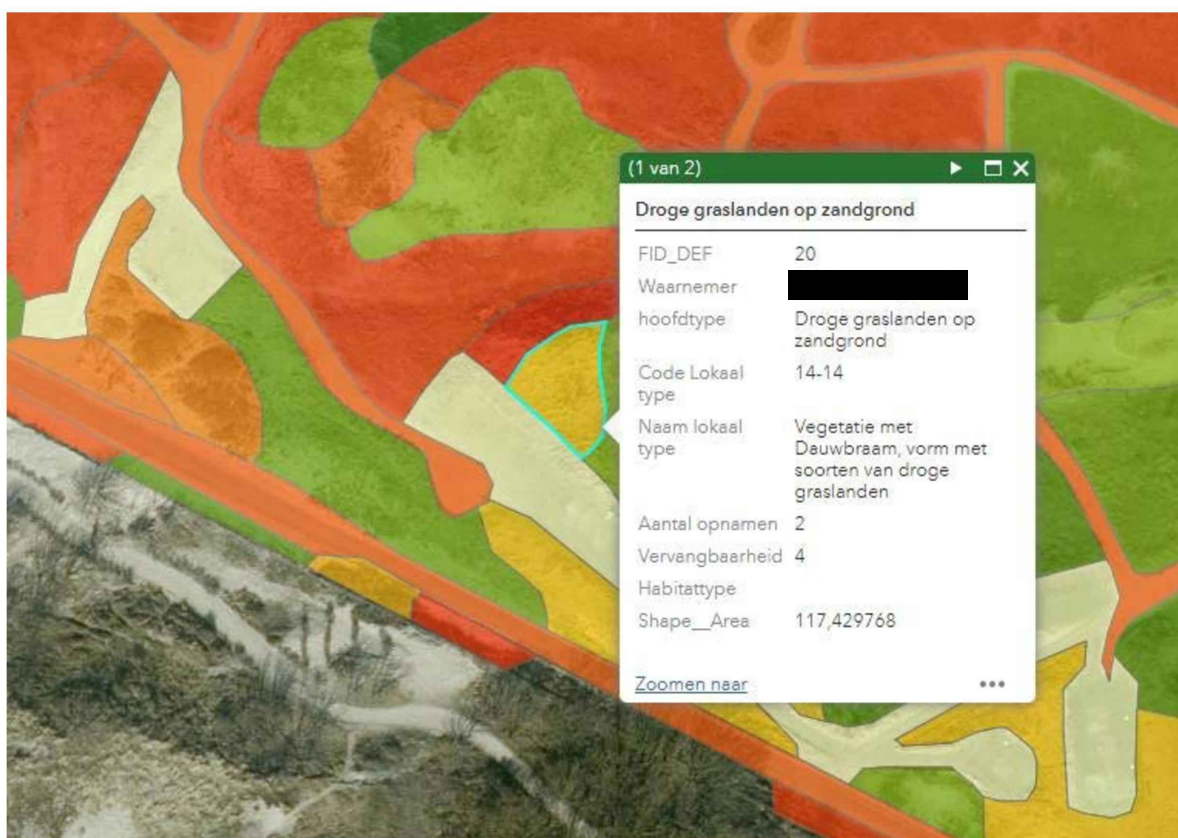 (1 van 2)
Droge graslanden op zandgrond
FID_DEF 20
Waarnemer
hoofdtype Droge graslanden op
zandgrond
Code Lokaal 14-14
type
Naam lokaal Vegetatie met
type Dauwbraam, vorm met
soorten van droge
graslanden
Aantal opnamen 2
Vervangbaarheid 4
Habitattype
Shape__Area 117,429768
Zoomen naar